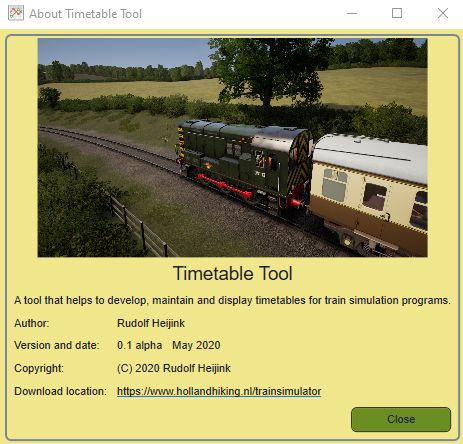 About Timetable Tool
Timetable Tool
A tool that helps to develop, maintain and display timetables for train simulation programs.
Author: Rudolf Heijink
Version and date: 0.1 alpha May 2020
Copyright: (C) 2020 Rudolf Heijink
Download location: https://www.hollandhiking.nl/trainsimulator
Close